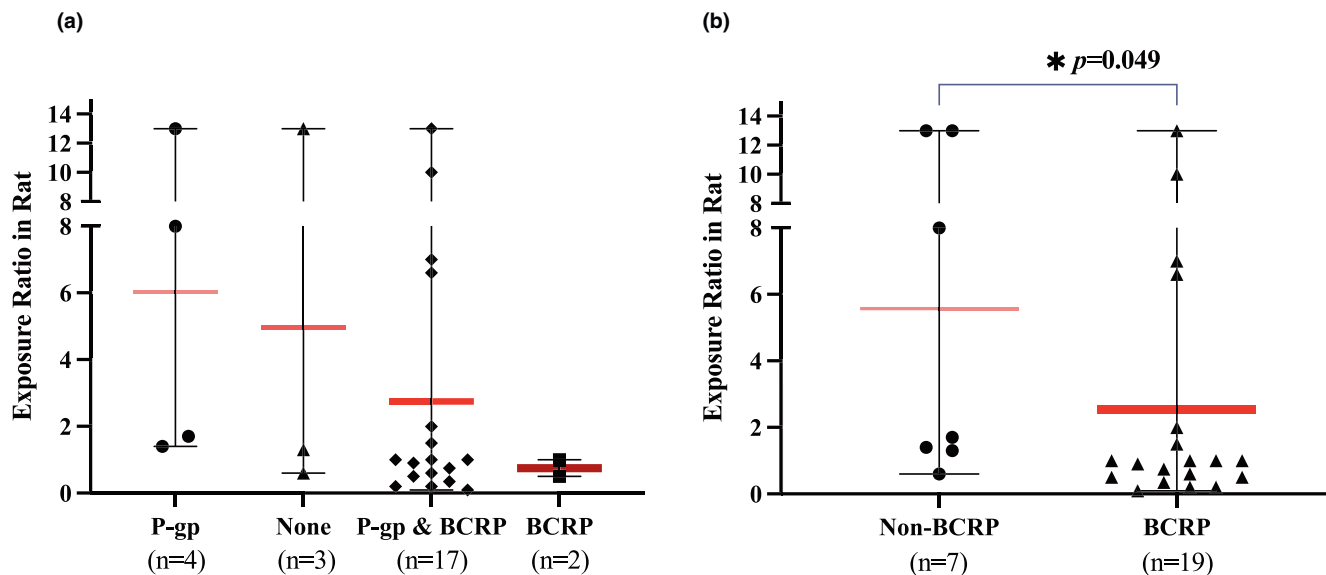 (a)
Exposure Ratio in Rat
14
12
10
8
8
6
4
2
0
P-gp
(n=4)
None
(n=3)
P-gp & BCRP
(n=17)
BCRP
(n=2)
(b)
✱ p=0.049
Exposure Ratio in Rat
14
12
10
8
8
6
4
2
0
Non-BCRP
(n=7)
BCRP
(n=19)